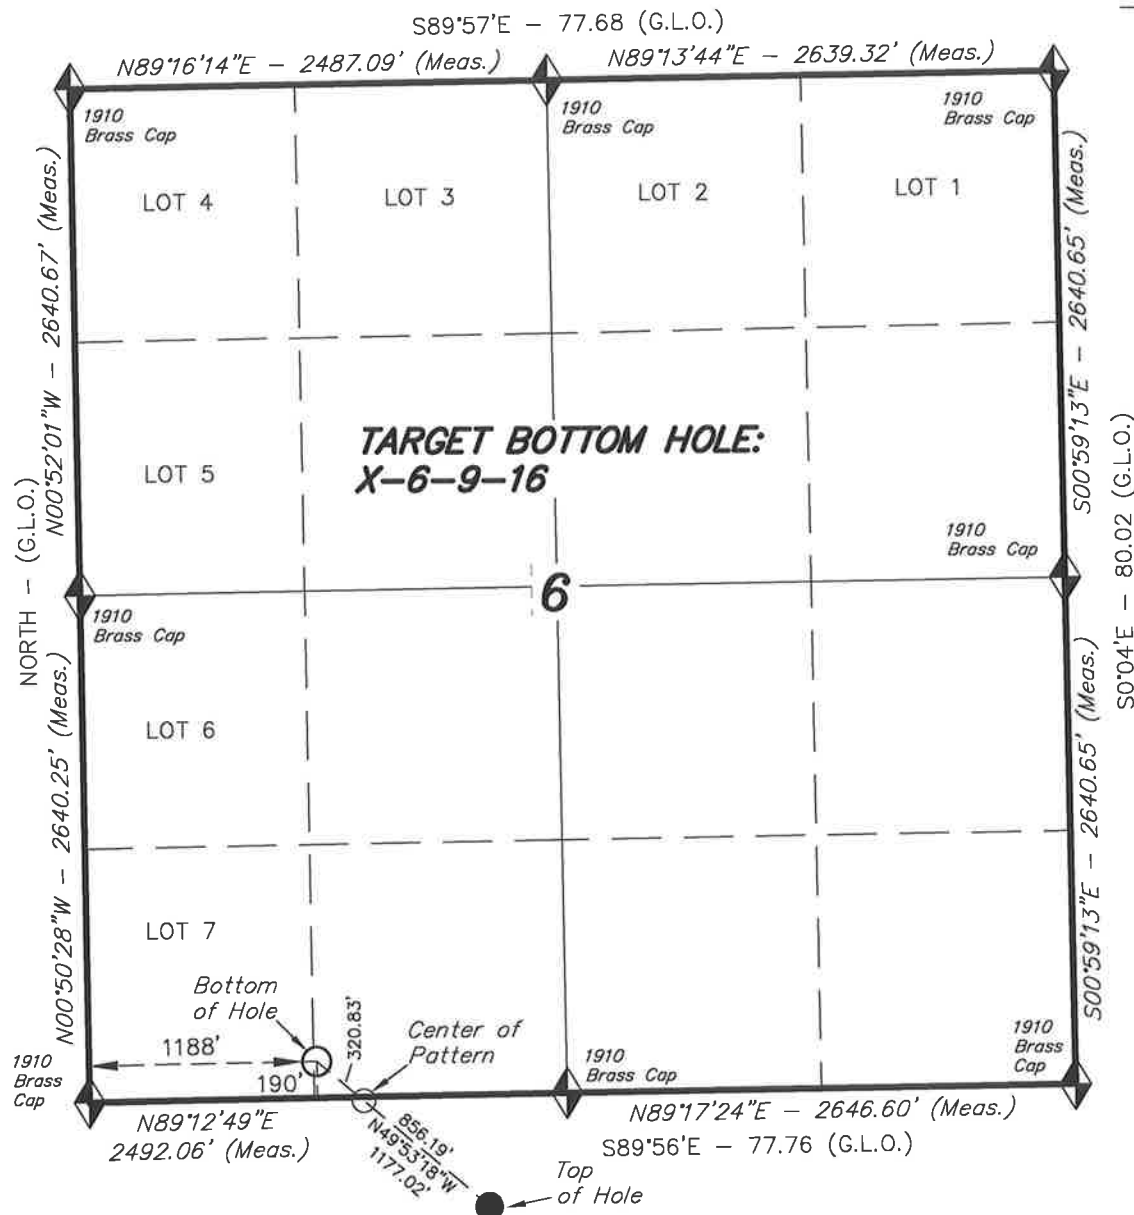 S89°57'E – 77.68 (G.L.O.)
N89°16'14"E – 2487.09' (Meas.)
N89°13'44"E – 2639.32' (Meas.)
1910
Brass Cap
1910
Brass Cap
1910
Brass Cap
LOT 4
LOT 3
LOT 2
LOT 1
N00°52'01"W – 2640.67' (Meas.)
S00°59'13"E – 2640.65' (Meas.)
TARGET BOTTOM HOLE:
X–6–9–16
LOT 5
NORTH – (G.L.O.)
S0°04'E – 80.02 (G.L.O.)
1910
Brass Cap
6
1910
Brass Cap
LOT 6
N00°50'28"W – 2640.25' (Meas.)
S00°59'13"E – 2640.65' (Meas.)
LOT 7
Bottom
of Hole
1188'
190'
320.83'
Center of
Pattern
1910
Brass
Cap
1910
Brass Cap
1910
Brass
Cap
N89°12'49"E
2492.06' (Meas.)
856.19'
N49°53'18"W
1177.02'
N89°17'24"E – 2646.60' (Meas.)
S89°56'E – 77.76 (G.L.O.)
Top
of Hole